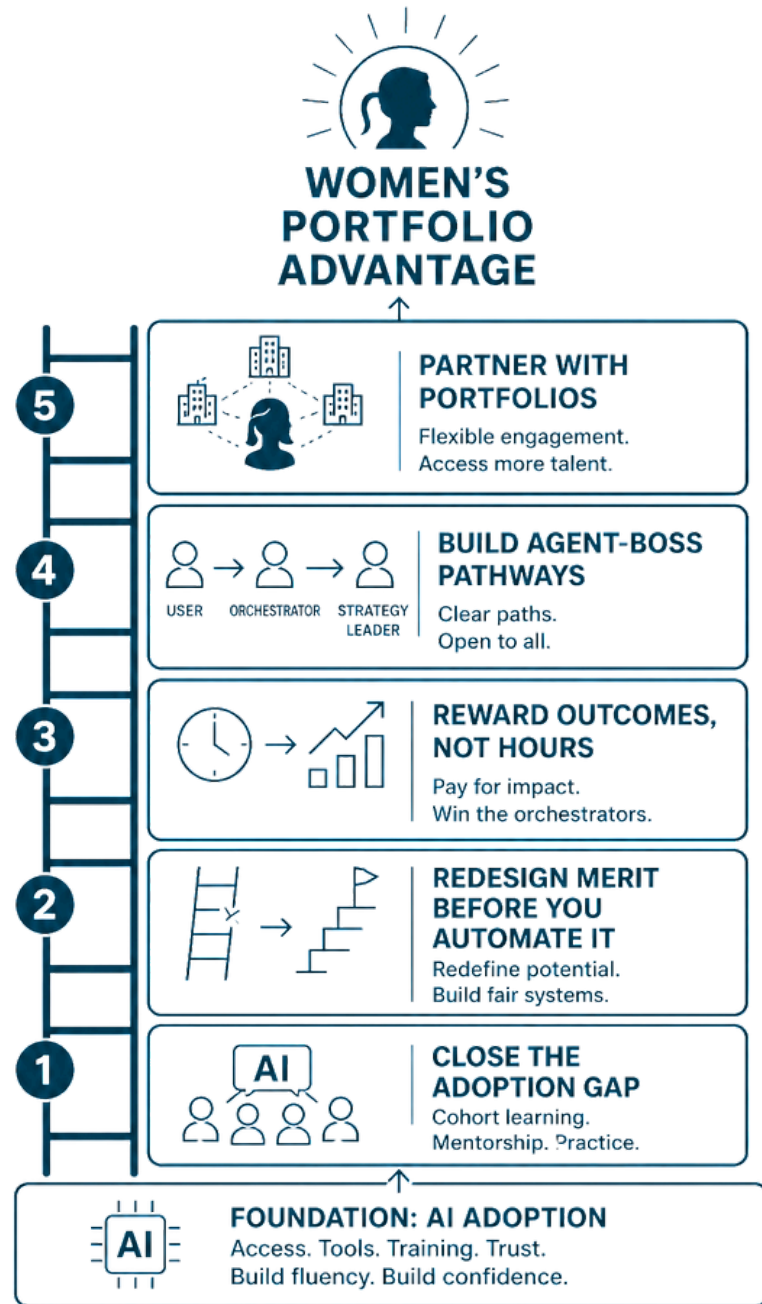 WOMEN'S
PORTFOLIO
ADVANTAGE
5
PARTNER WITH
PORTFOLIOS
Flexible engagement.
Access more talent.
4
USER
ORCHESTRATOR
STRATEGY
LEADER
BUILD AGENT-BOSS
PATHWAYS
Clear paths.
Open to all.
3
REWARD OUTCOMES,
NOT HOURS
Pay for impact.
Win the orchestrators.
2
REDESIGN MERIT
BEFORE YOU
AUTOMATE IT
Redefine potential.
Build fair systems.
1
AI
CLOSE THE
ADOPTION GAP
Cohort learning.
Mentorship. Practice.
AI
FOUNDATION: AI ADOPTION
Access. Tools. Training. Trust.
Build fluency. Build confidence.